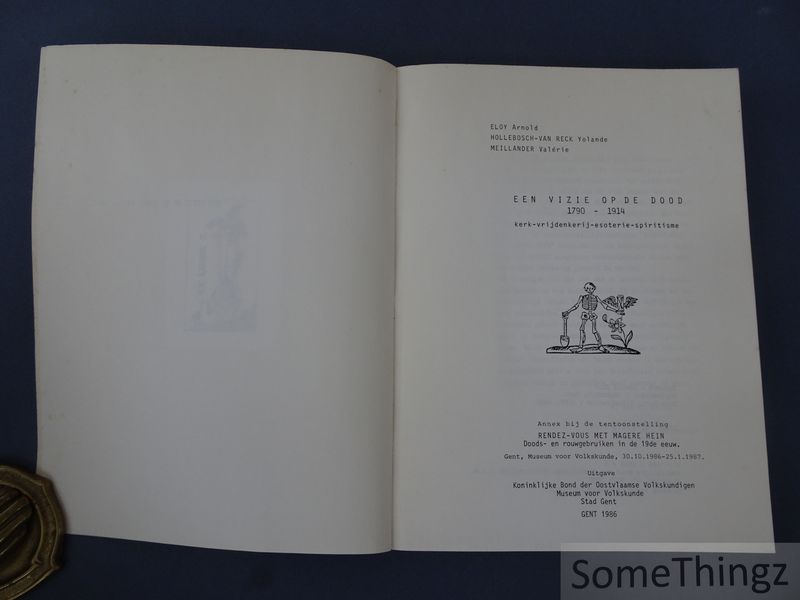 ELOY Arnold
HOLLEBOSCH-VAN RECK Yolande
MEILLANDER Valérie
EEN VIZIE OP DE DOOD
1790 - 1914
kerk-vrijdenkerij-esoterie-spiritisme
Annex bij de tentoonstelling
RENDEZ-VOUS MET MAGERE HEIN
Doods- en rouwgebruiken in de 19de eeuw.
Gent, Museum voor Volkskunde, 30.10.1986-25.1.1987.
Uitgave
Koninklijke Bond der Oostvlaamse Volkskundigen
Museum voor Volkskunde
Stad Gent
GENT 1986
SomeThingz